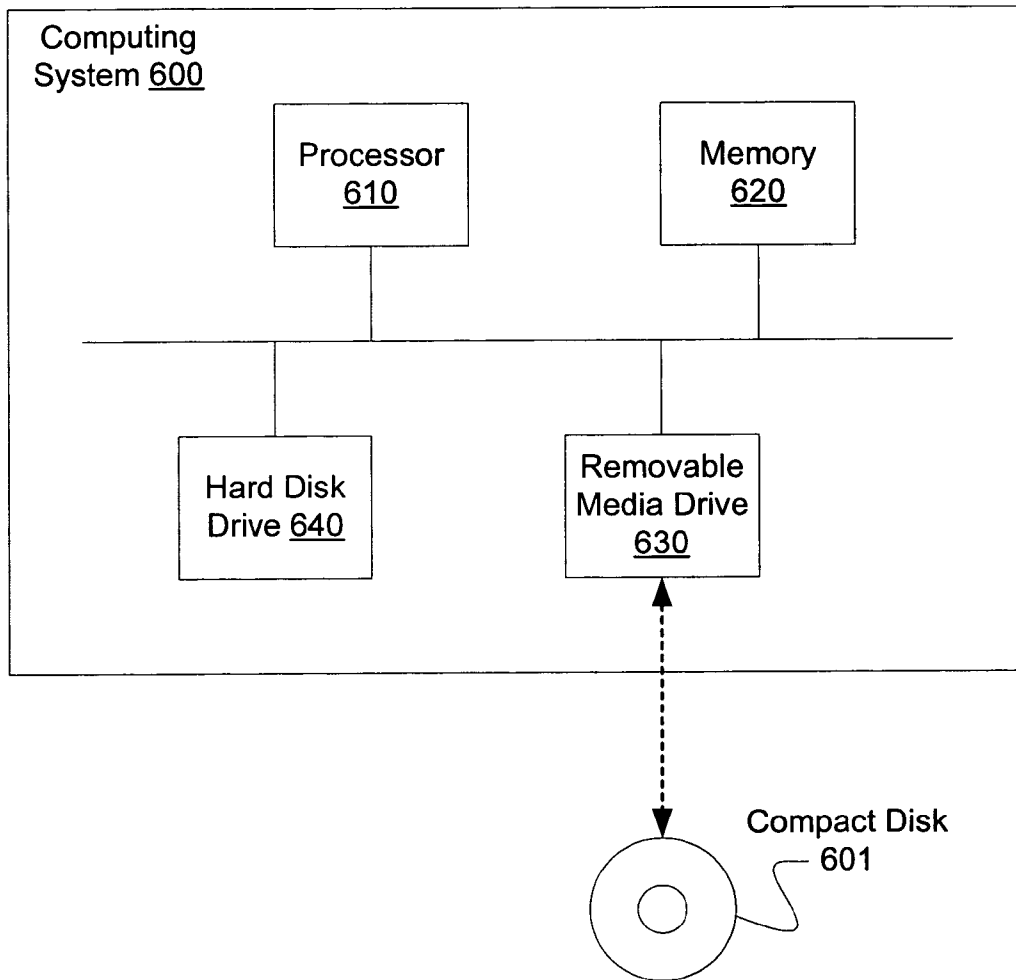 Computing
System 600
Processor
610
Memory
620
Hard Disk
Drive 640
Removable
Media Drive
630
Compact Disk
601